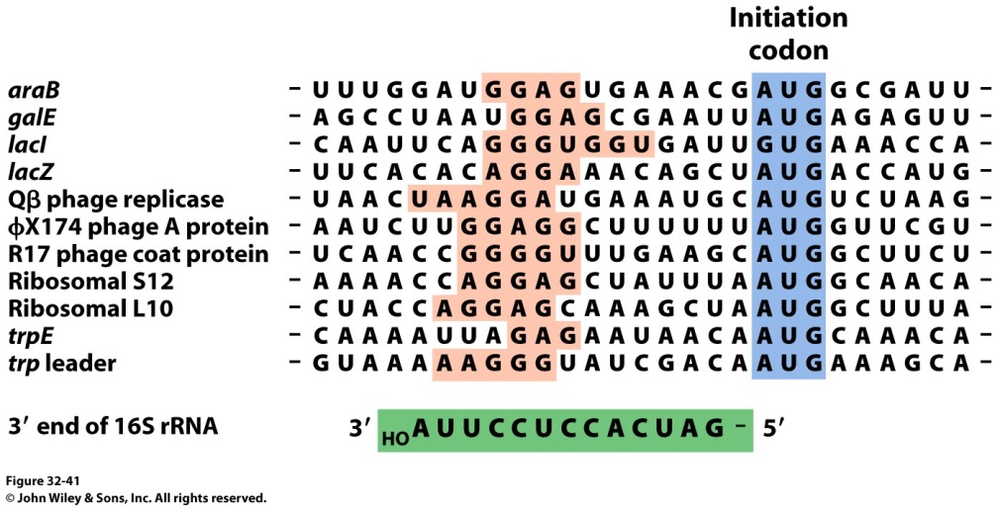 Initiation
codon
araB – U U U G G A U G G A G U G A A A C G A U G G C G A U U –
galE – A G C C U A A U G G A G C G A A U U A U G A G A G U U –
lacI – C A A U U C A G G G U G G U G A U U G U G A A A C C A –
lacZ – U U C A C A C A G G A A A C A G C U A U G A C C A U G –
Qβ phage replicase – U A A C U A A G G A U G A A A U G C A U G U C U A A G –
ϕX174 phage A protein – A A U C U U G G A G G C U U U U U U A U G G U U C G U –
R17 phage coat protein – U C A A C C G G G G U U U G A A G C A U G G C U U C U –
Ribosomal S12 – A A A A C C A G G A G C U A U U U A A U G G C A A C A –
Ribosomal L10 – C U A C C A G G A G C A A A G C U A A U G G C U U U A –
trpE – C A A A A U U A G A G A A U A A C A A U G C A A A C A –
trp leader – G U A A A A A G G G U A U C G A C A A U G A A A G C A –
3′ end of 16S rRNA 3′ HO A U U C C U C C A C U A G – 5′
Figure 32-41
© John Wiley & Sons, Inc. All rights reserved.